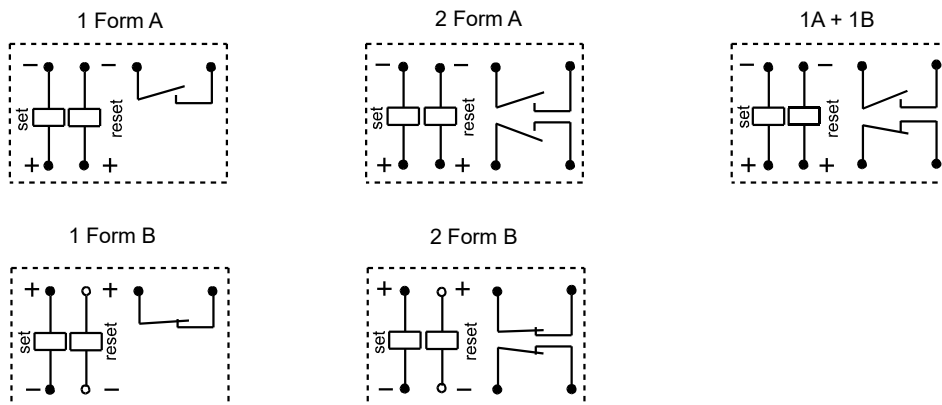 1 Form A
2 Form A
1A + 1B
− −
set
reset
+ +
− −
set
reset
+ +
− −
set
reset
+ +
1 Form B
2 Form B
+ +
set
reset
− −
+ +
set
reset
− −